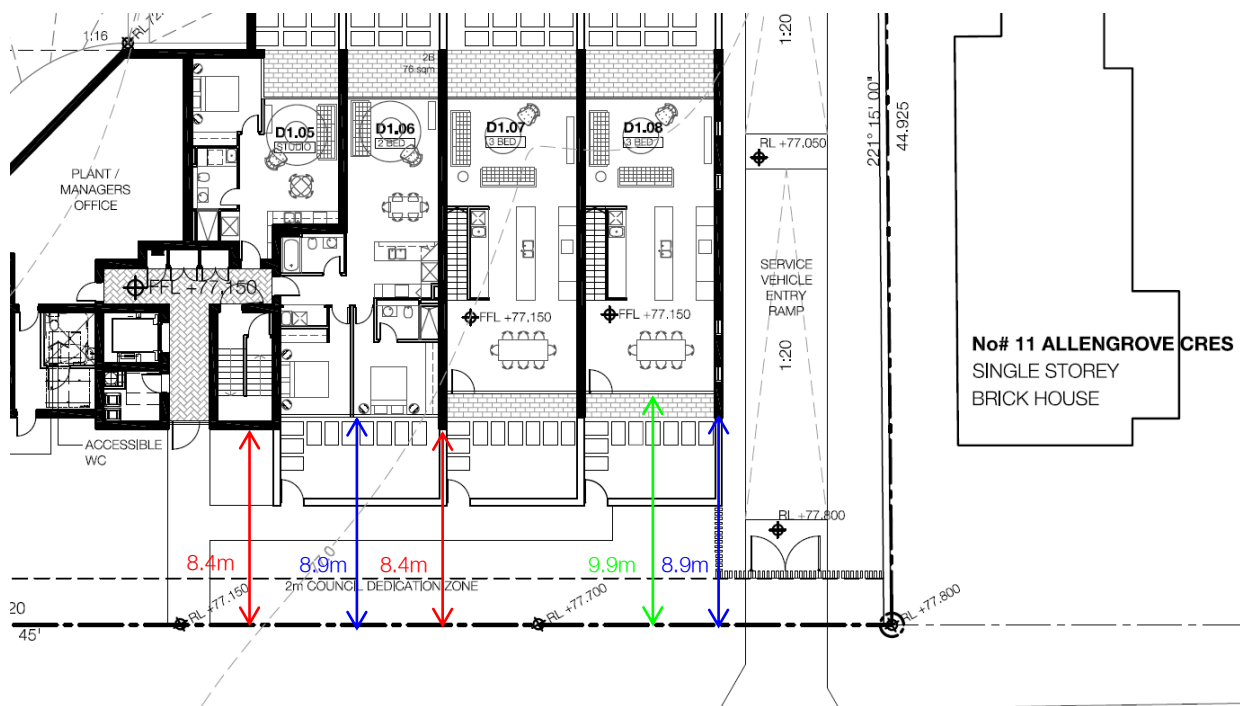 1:16
RL 72.
1:20
2B
76 sqm
D1.05
STUDIO
D1.06
2 BED
D1.07
3 BED
D1.08
3 BED
RL +77.050
221° 15' 00"
44.925
PLANT /
MANAGERS
OFFICE
FFL +77.150
SERVICE
VEHICLE
ENTRY
RAMP
FFL +77.150
FFL +77.150
1:20
No# 11 ALLENGROVE CRES
SINGLE STOREY
BRICK HOUSE
ACCESSIBLE
WC
RL +77.800
8.4m
8.9m
8.4m
9.9m
8.9m
77.0
2m COUNCIL DEDICATION ZONE
RL +77.150
RL +77.700
RL +77.800
20
45'